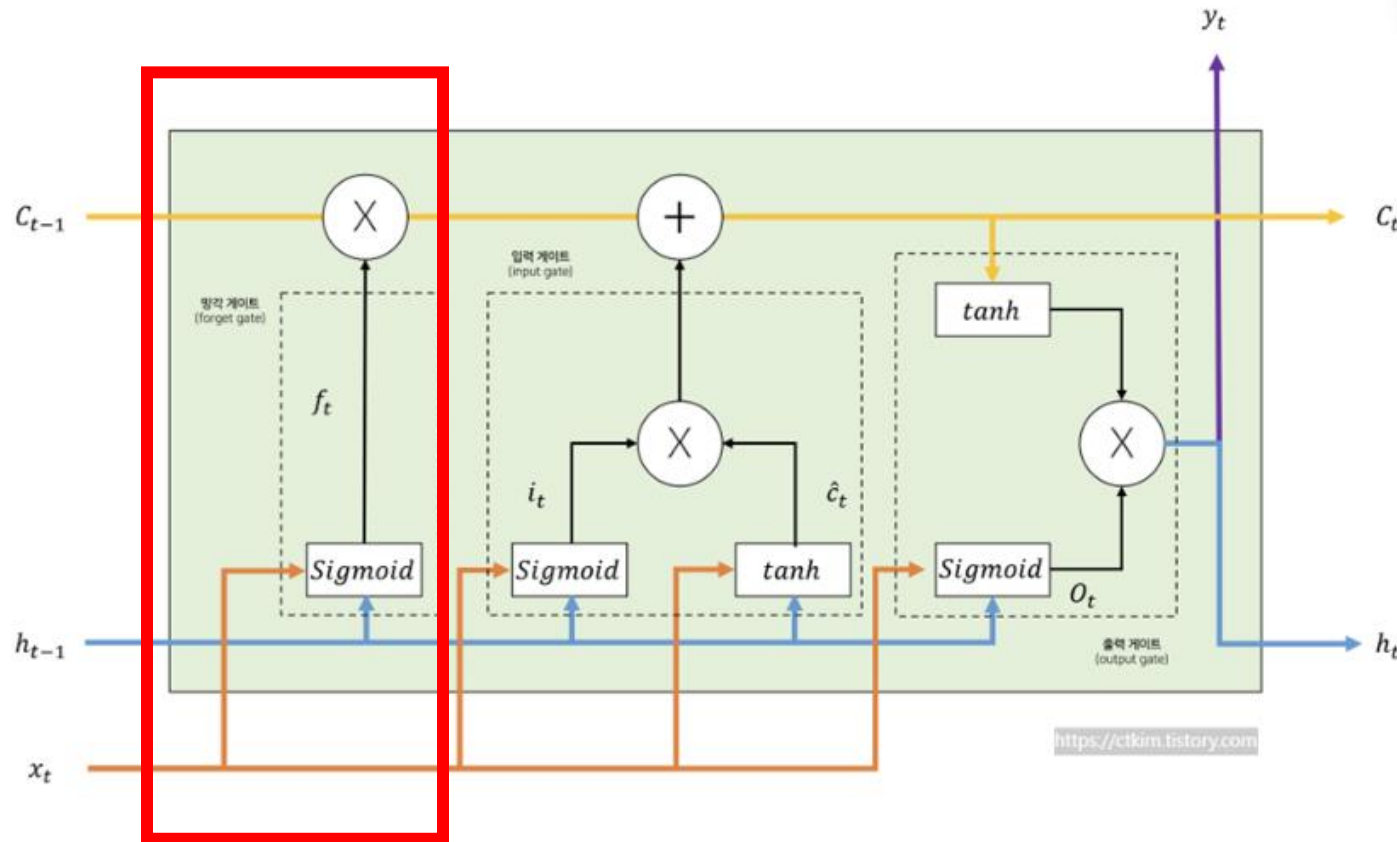 y_t
X
+
C_{t-1}
C_t
입력 게이트
(input gate)
망각 게이트
(forget gate)
tanh
f_t
X
X
i_t
ĉ_t
Sigmoid
Sigmoid
tanh
Sigmoid
O_t
h_{t-1}
출력 게이트
(output gate)
h_t
https://ctkim.tistory.com
x_t